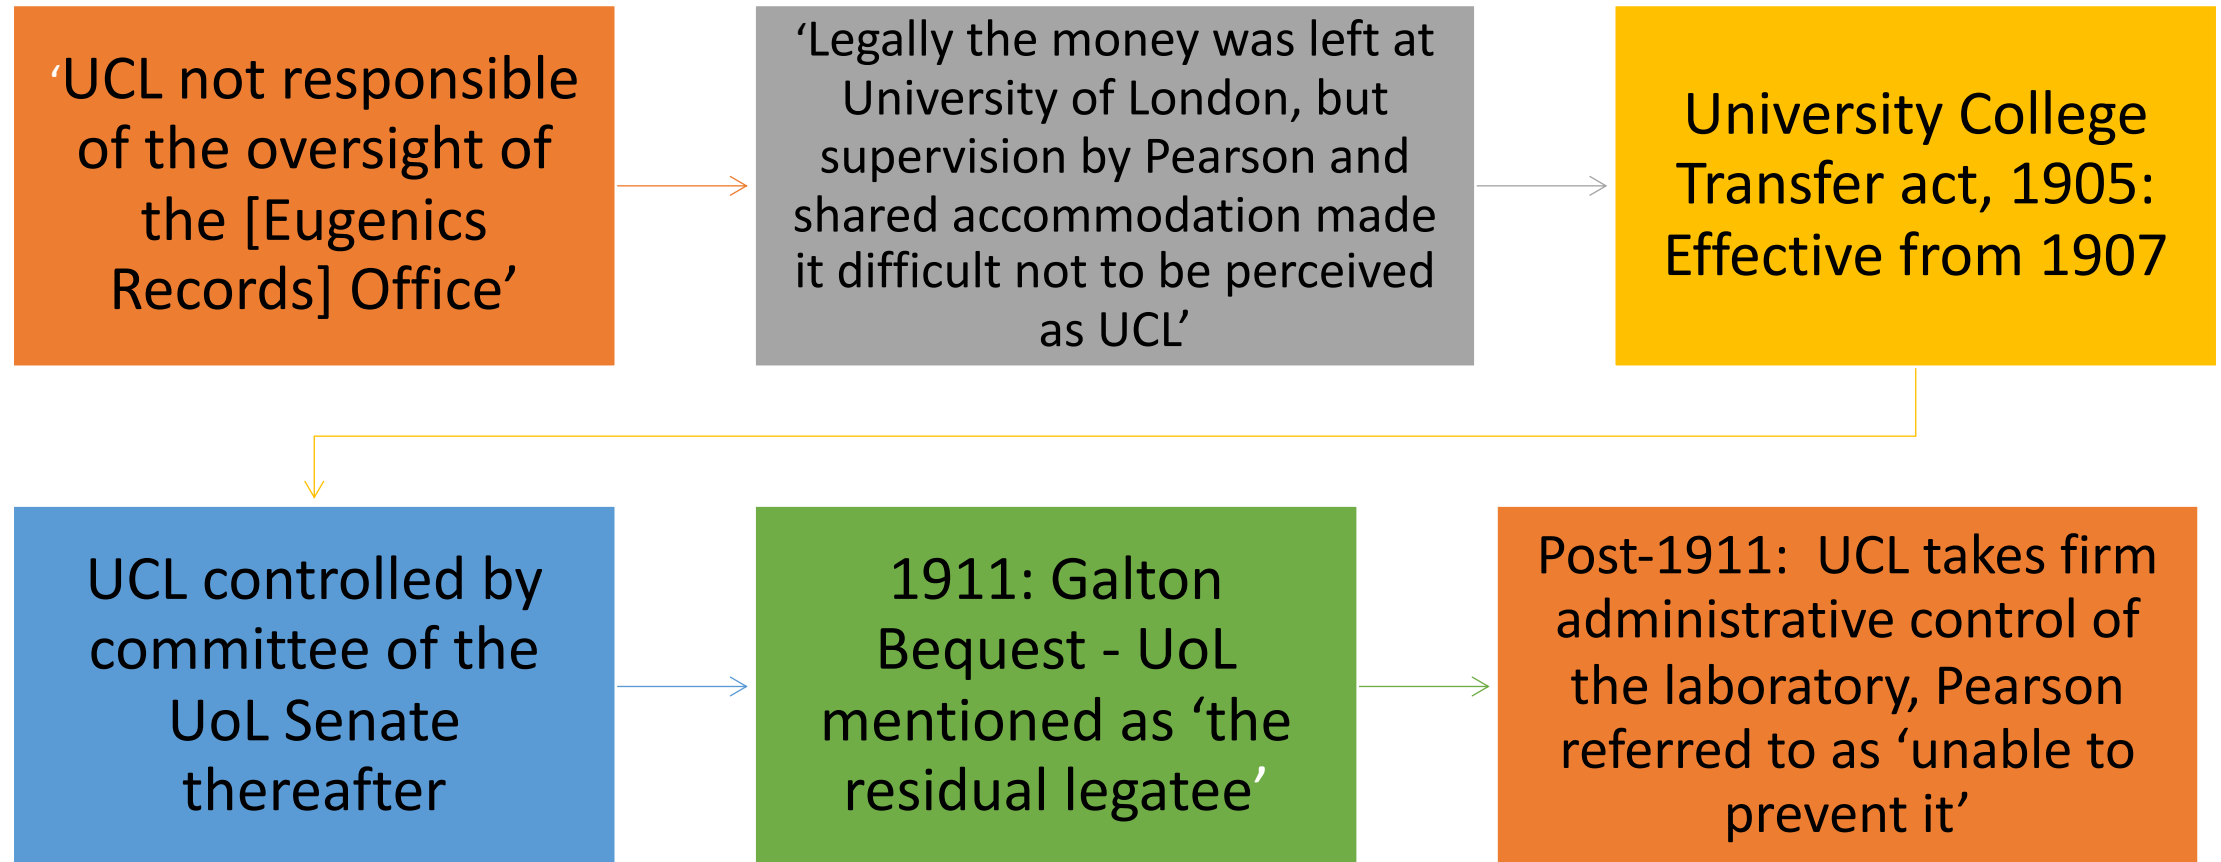 ‘UCL not responsible
of the oversight of
the [Eugenics
Records] Office’
‘Legally the money was left at
University of London, but
supervision by Pearson and
shared accommodation made
it difficult not to be perceived
as UCL’
University College
Transfer act, 1905:
Effective from 1907
UCL controlled by
committee of the
UoL Senate
thereafter
1911: Galton
Bequest - UoL
mentioned as ‘the
residual legatee’
Post-1911:  UCL takes firm
administrative control of
the laboratory, Pearson
referred to as ‘unable to
prevent it’